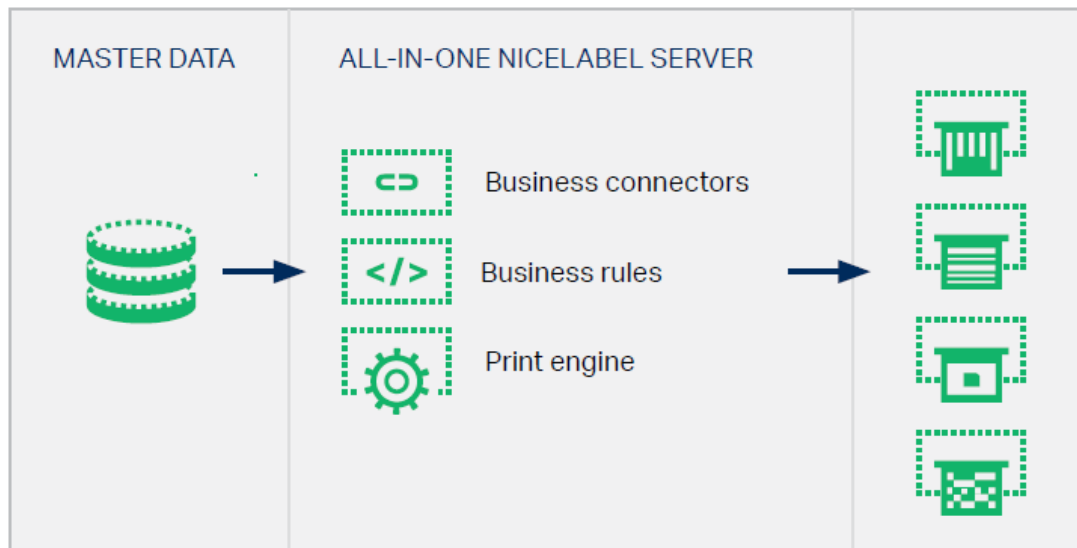 MASTER DATA
ALL-IN-ONE NICELABEL SERVER
Business connectors
</>
Business rules
Print engine